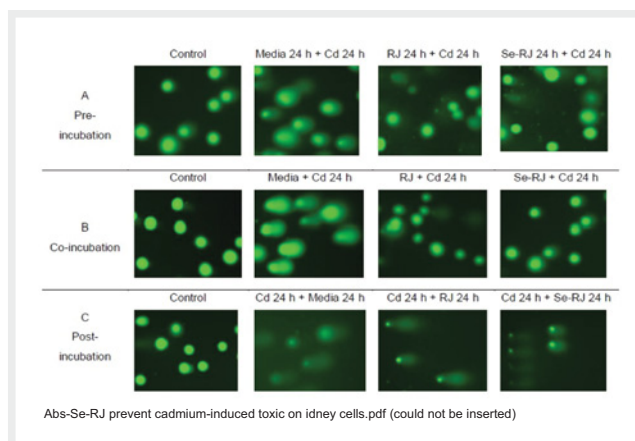 Control Media 24 h + Cd 24 h RJ 24 h + Cd 24 h Se-RJ 24 h + Cd 24 h
A
Pre-
incubation
Control Media + Cd 24 h RJ + Cd 24 h Se-RJ + Cd 24 h
B
Co-incubation
Control Cd 24 h + Media 24 h Cd 24 h + RJ 24 h Cd 24 h + Se-RJ 24 h
C
Post-
incubation
Abs-Se-RJ prevent cadmium-induced toxic on idney cells.pdf (could not be inserted)